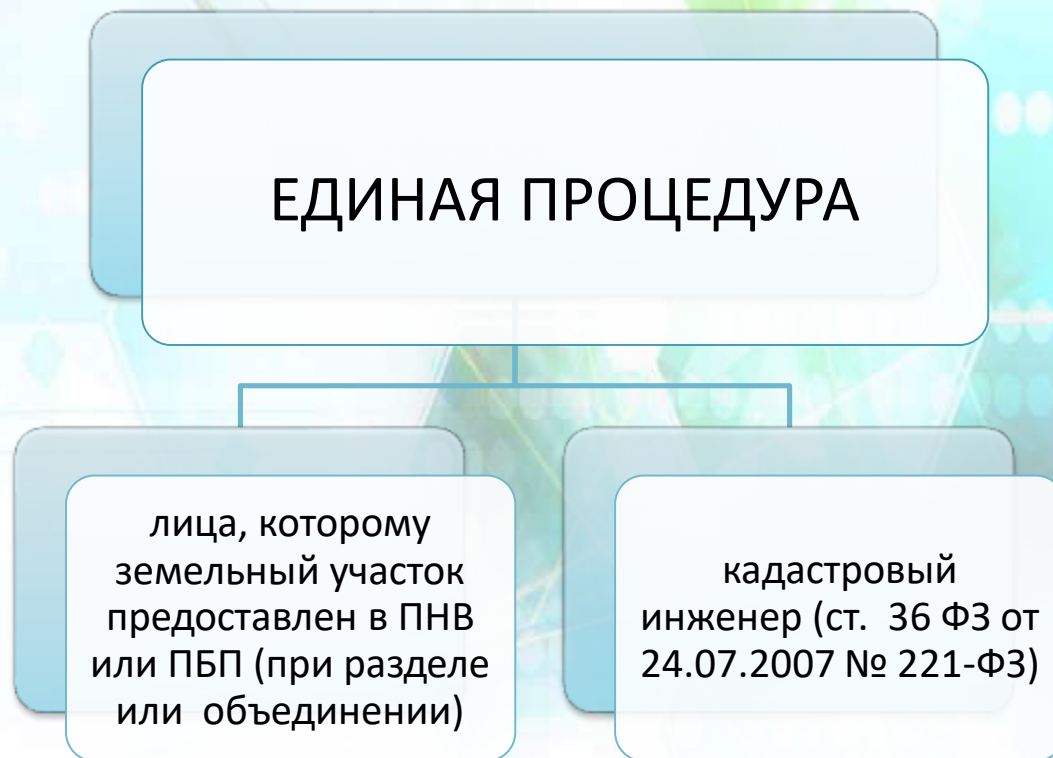 ЕДИНАЯ ПРОЦЕДУРА
лица, которому
земельный участок
предоставлен в ПНВ
или ПБП (при разделе
или объединении)
кадастровый
инженер (ст. 36 ФЗ от
24.07.2007 № 221-ФЗ)